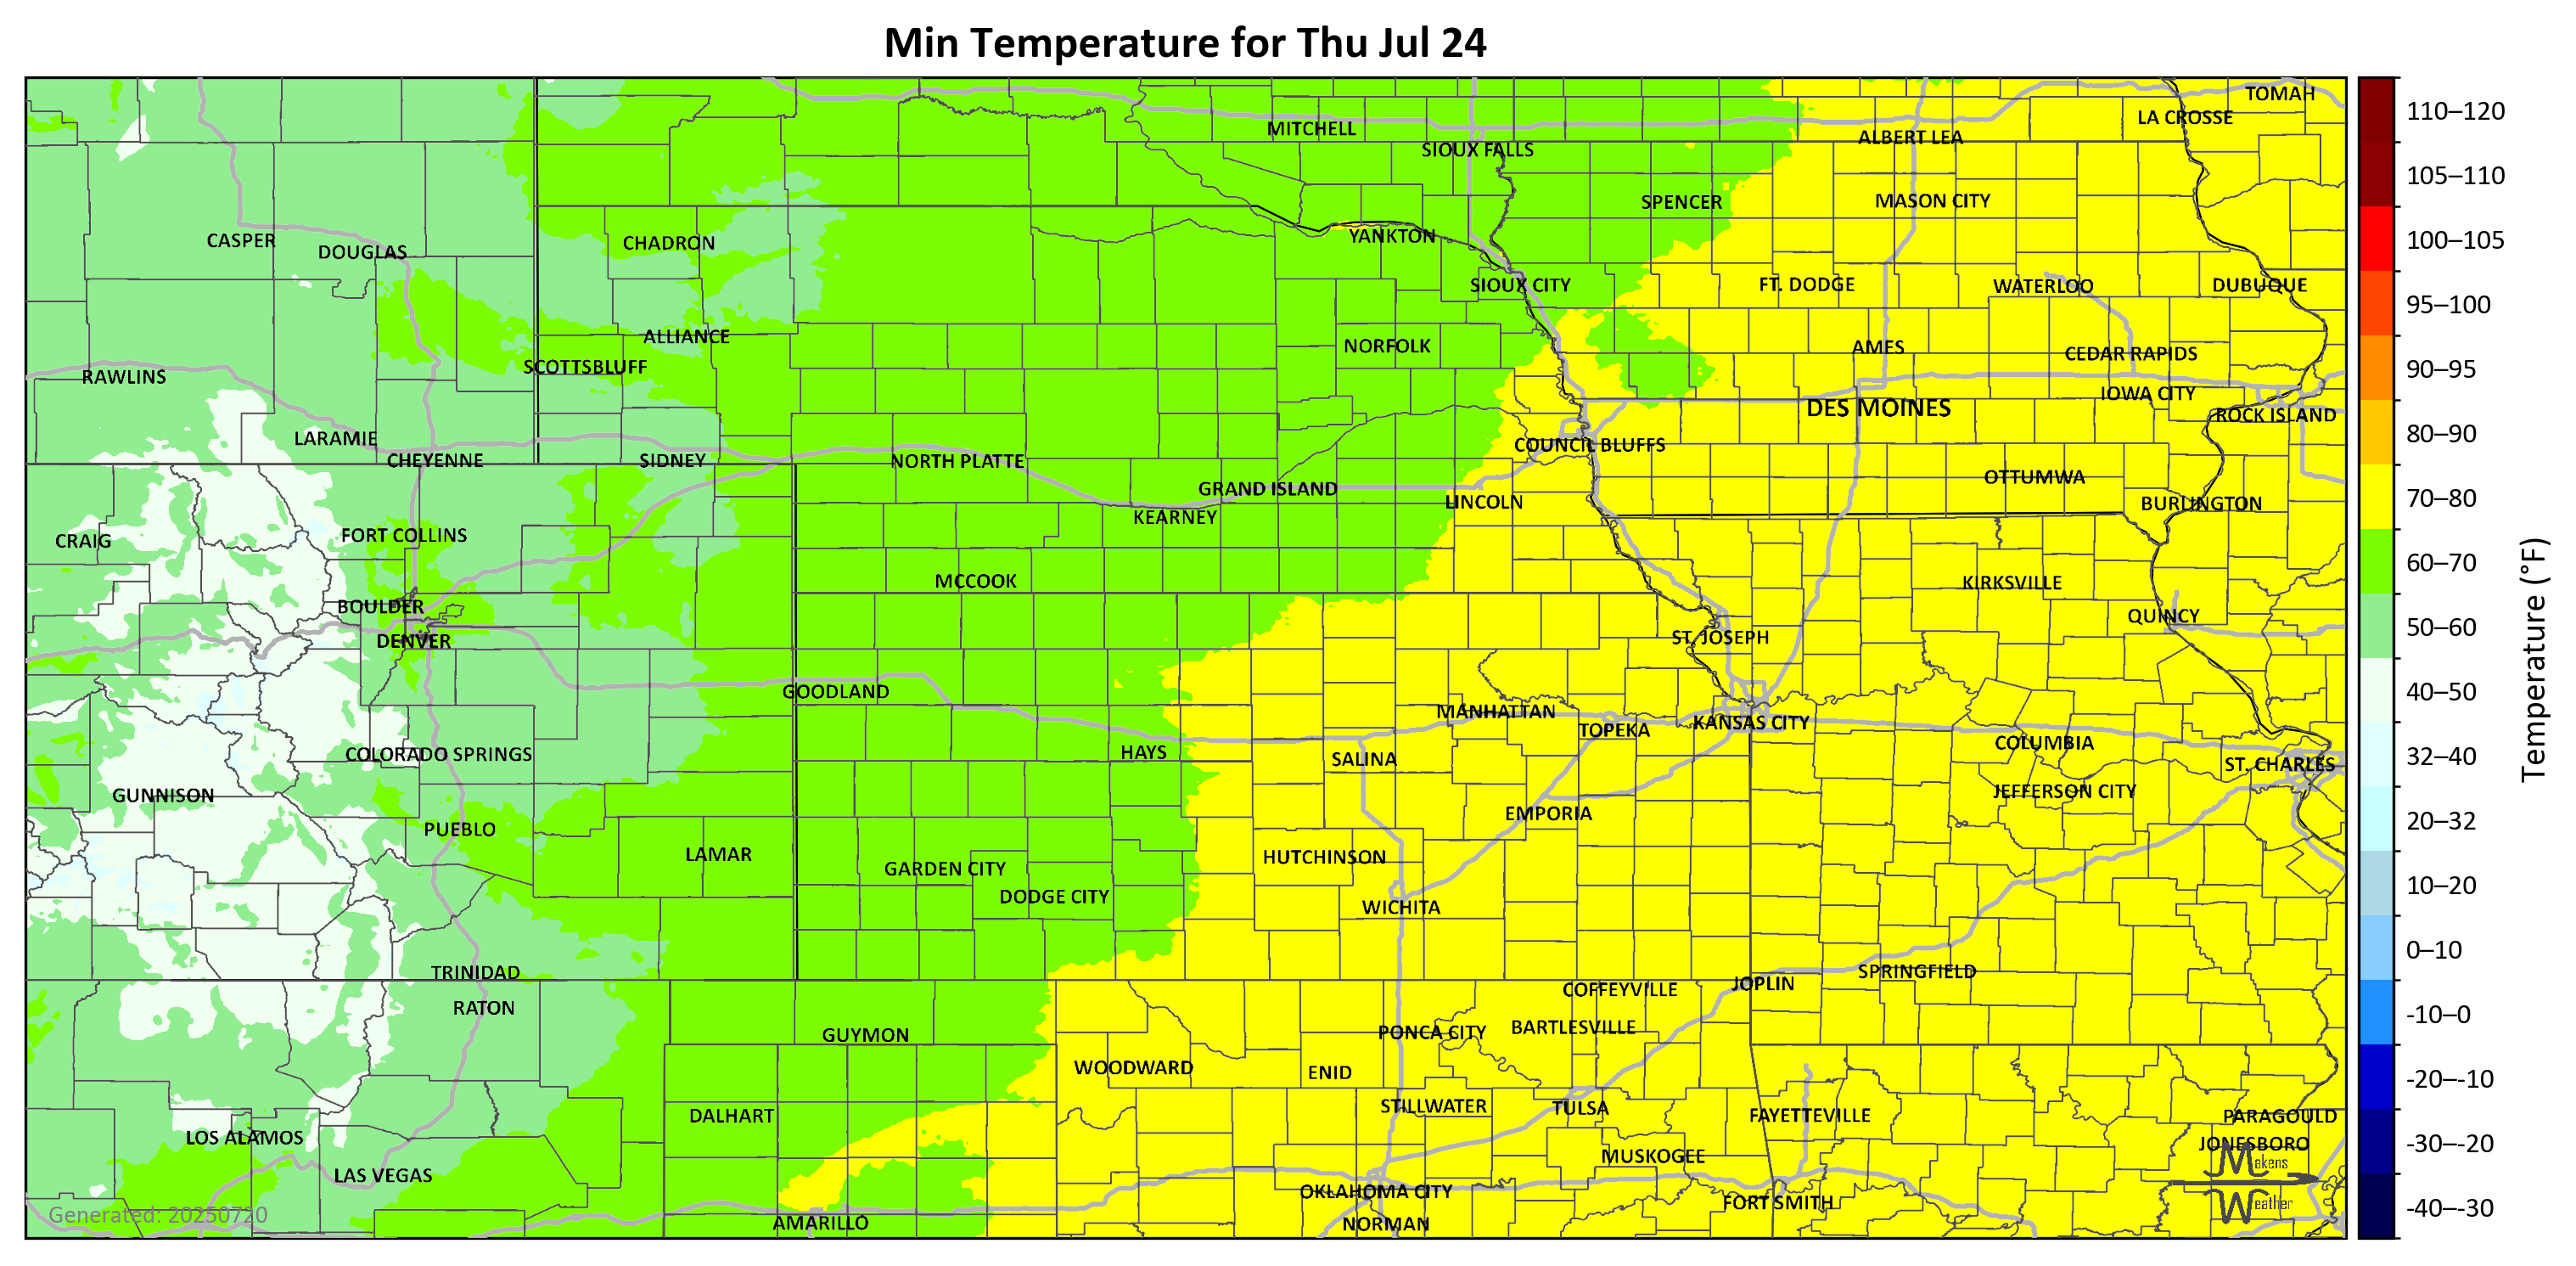 Min Temperature for Thu Jul 24
TOMAH
LA CROSSE
MITCHELL
ALBERT LEA
SIOUX FALLS
SPENCER
MASON CITY
CASPER
DOUGLAS
CHADRON
YANKTON
SIOUX CITY
FT. DODGE
WATERLOO
DUBUQUE
ALLIANCE
NORFOLK
AMES
CEDAR RAPIDS
SCOTTSBLUFF
RAWLINS
IOWA CITY
DES MOINES
ROCK ISLAND
LARAMIE
COUNCIL BLUFFS
CHEYENNE
SIDNEY
NORTH PLATTE
OTTUMWA
GRAND ISLAND
LINCOLN
BURLINGTON
KEARNEY
FORT COLLINS
CRAIG
MCCOOK
KIRKSVILLE
BOULDER
QUINCY
DENVER
ST. JOSEPH
GOODLAND
MANHATTAN
KANSAS CITY
TOPEKA
COLUMBIA
COLORADO SPRINGS
HAYS
SALINA
ST. CHARLES
GUNNISON
JEFFERSON CITY
EMPORIA
PUEBLO
LAMAR
HUTCHINSON
GARDEN CITY
DODGE CITY
WICHITA
TRINIDAD
SPRINGFIELD
JOPLIN
COFFEYVILLE
RATON
BARTLESVILLE
GUYMON
PONCA CITY
WOODWARD
ENID
STILLWATER
TULSA
DALHART
FAYETTEVILLE
PARAGOULD
LOS ALAMOS
JONESBORO
MUSKOGEE
LAS VEGAS
OKLAHOMA CITY
FORT SMITH
AMARILLO
NORMAN
Generated: 20250720
Makens
Weather
110–120
105–110
100–105
95–100
90–95
80–90
70–80
60–70
50–60
40–50
32–40
20–32
10–20
0–10
-10–0
-20–-10
-30–-20
-40–-30
Temperature (°F)